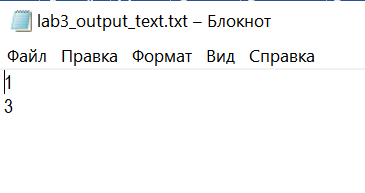 lab3_output_text.txt – Блокнот
Файл Правка Формат Вид Справка
1
3